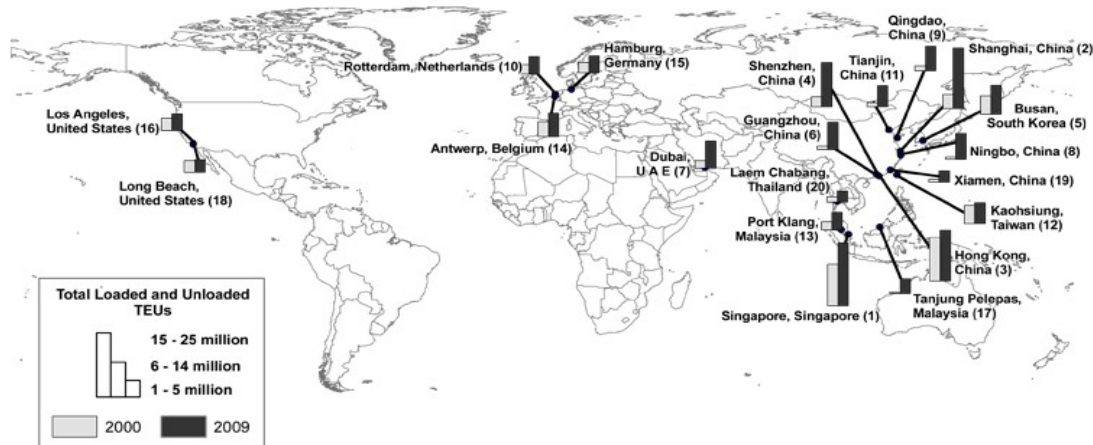 Qingdao,
China (9)
Shanghai, China (2)
Hamburg,
Germany (15)
Rotterdam, Netherlands (10)
Shenzhen,
China (4)
Tianjin,
China (11)
Los Angeles,
United States (16)
Busan,
South Korea (5)
Guangzhou,
China (6)
Antwerp, Belgium (14)
Ningbo, China (8)
Dubai,
U A E (7)
Laem Chabang,
Thailand (20)
Xiamen, China (19)
Long Beach,
United States (18)
Kaohsiung,
Taiwan (12)
Port Klang,
Malaysia (13)
Hong Kong,
China (3)
Tanjung Pelepas,
Malaysia (17)
Singapore, Singapore (1)
Total Loaded and Unloaded
TEUs
15 - 25 million
6 - 14 million
1 - 5 million
2000 2009